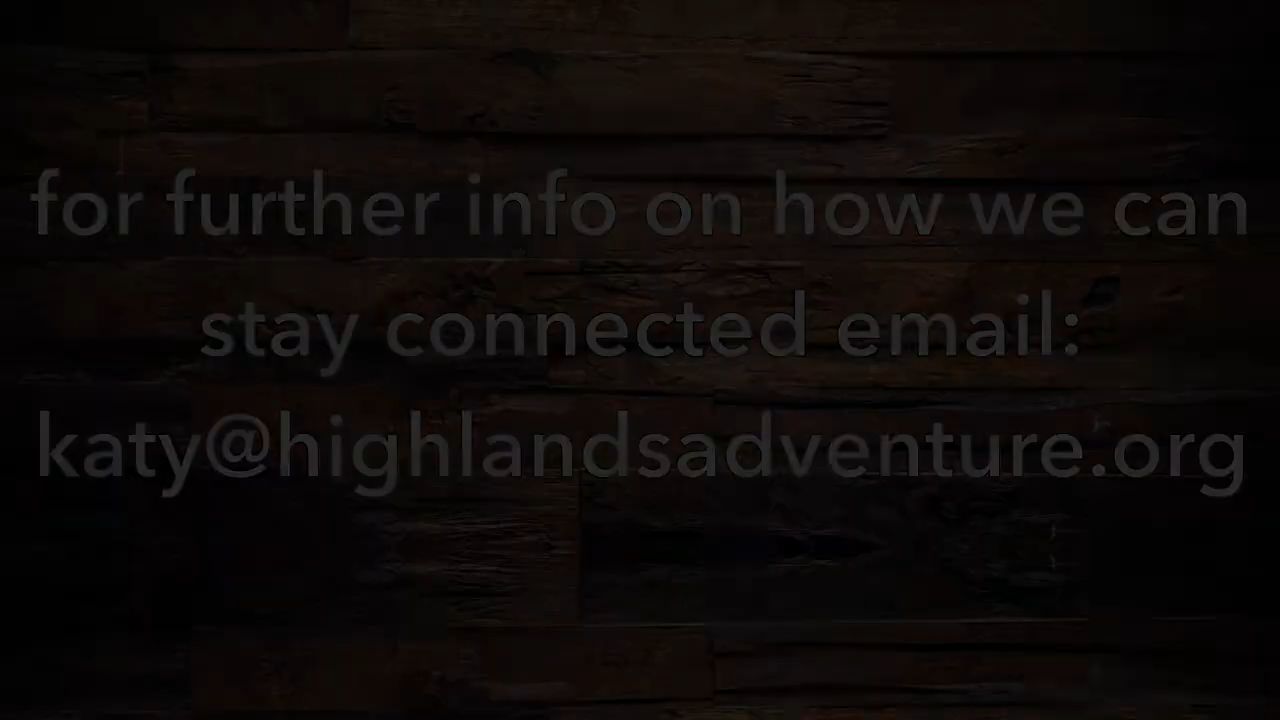 for further info on how we can
stay connected email:
katy@highlandsadventure.org